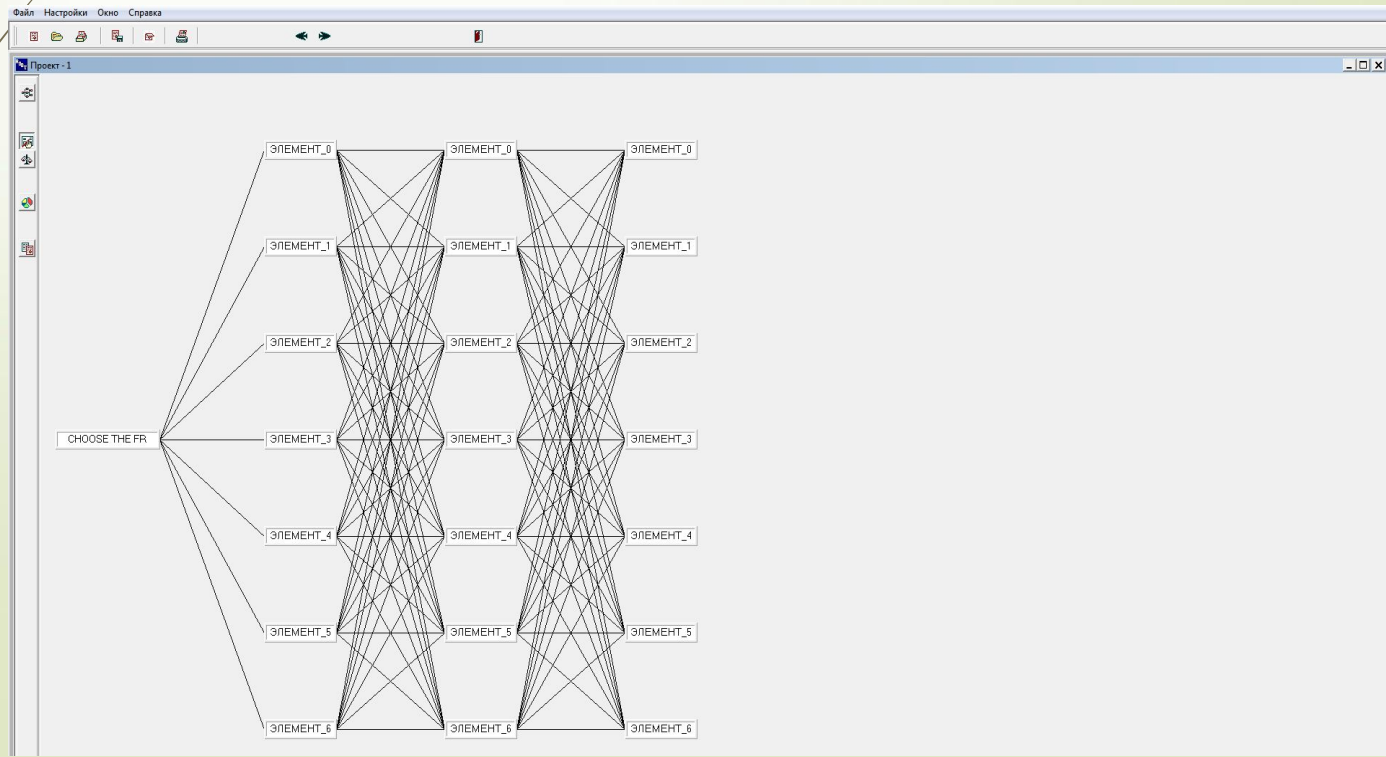 Файл Настройки Окно Справка
Проект - 1
ЭЛЕМЕНТ_0 ЭЛЕМЕНТ_0 ЭЛЕМЕНТ_0
ЭЛЕМЕНТ_1 ЭЛЕМЕНТ_1 ЭЛЕМЕНТ_1
ЭЛЕМЕНТ_2 ЭЛЕМЕНТ_2 ЭЛЕМЕНТ_2
CHOOSE THE FR ЭЛЕМЕНТ_3 ЭЛЕМЕНТ_3 ЭЛЕМЕНТ_3
ЭЛЕМЕНТ_4 ЭЛЕМЕНТ_4 ЭЛЕМЕНТ_4
ЭЛЕМЕНТ_5 ЭЛЕМЕНТ_5 ЭЛЕМЕНТ_5
ЭЛЕМЕНТ_6 ЭЛЕМЕНТ_6 ЭЛЕМЕНТ_6